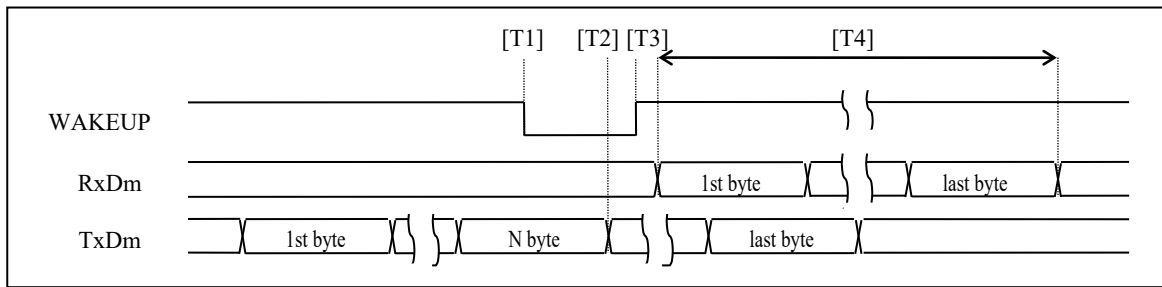 [T1] [T2] [T3] [T4]
WAKEUP
RxDm 1st byte last byte
TxDm 1st byte N byte last byte